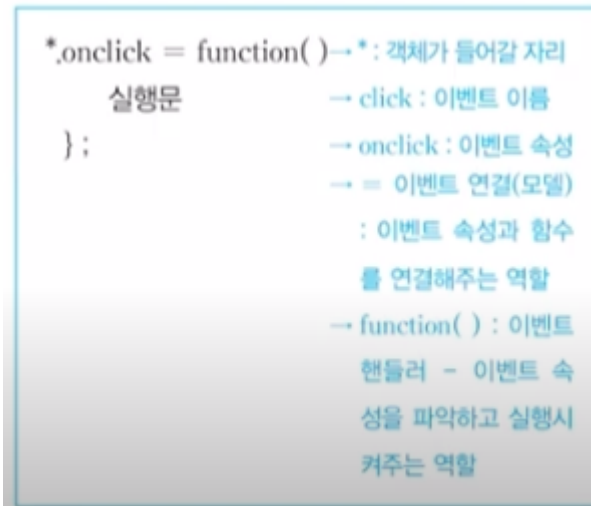 *.onclick = function( ) → * : 객체가 들어갈 자리
실행문 → click : 이벤트 이름
} ; → onclick : 이벤트 속성
→ = 이벤트 연결(모델)
: 이벤트 속성과 함수
를 연결해주는 역할
→ function( ) : 이벤트
핸들러 - 이벤트 속
성을 파악하고 실행시
켜주는 역할